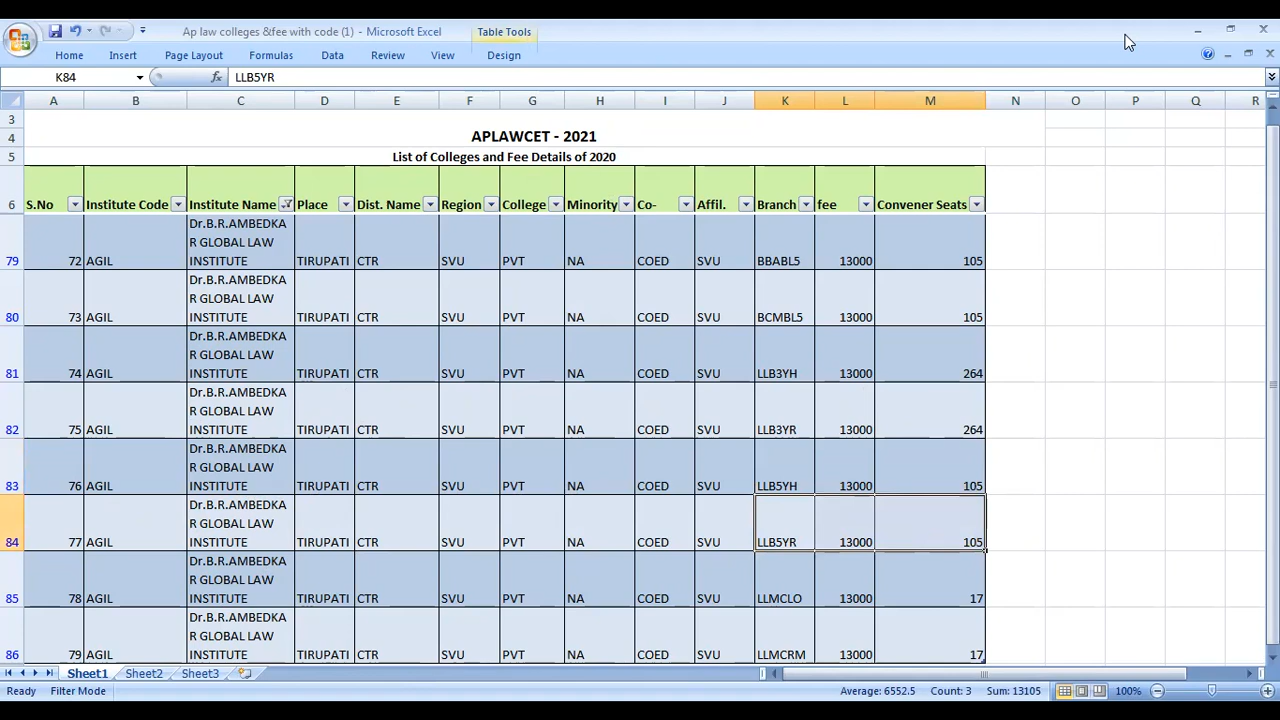 Ap law colleges &fee with code (1) - Microsoft Excel Table Tools
Home Insert Page Layout Formulas Data Review View Design
K84 fx LLB5YR
A B C D E F G H I J K L M N O P Q R
3
4 APLAWCET - 2021
5 List of Colleges and Fee Details of 2020
6 S.No Institute Code Institute Name Place Dist. Name Region College Minority Co- Affil. Branch fee Convener Seats
Dr.B.R.AMBEDKA
R GLOBAL LAW
79 72 AGIL INSTITUTE TIRUPATI CTR SVU PVT NA COED SVU BBABL5 13000 105
Dr.B.R.AMBEDKA
R GLOBAL LAW
80 73 AGIL INSTITUTE TIRUPATI CTR SVU PVT NA COED SVU BCMBL5 13000 105
Dr.B.R.AMBEDKA
R GLOBAL LAW
81 74 AGIL INSTITUTE TIRUPATI CTR SVU PVT NA COED SVU LLB3YH 13000 264
Dr.B.R.AMBEDKA
R GLOBAL LAW
82 75 AGIL INSTITUTE TIRUPATI CTR SVU PVT NA COED SVU LLB3YR 13000 264
Dr.B.R.AMBEDKA
R GLOBAL LAW
83 76 AGIL INSTITUTE TIRUPATI CTR SVU PVT NA COED SVU LLB5YH 13000 105
Dr.B.R.AMBEDKA
R GLOBAL LAW
84 77 AGIL INSTITUTE TIRUPATI CTR SVU PVT NA COED SVU LLB5YR 13000 105
Dr.B.R.AMBEDKA
R GLOBAL LAW
85 78 AGIL INSTITUTE TIRUPATI CTR SVU PVT NA COED SVU LLMCLO 13000 17
Dr.B.R.AMBEDKA
R GLOBAL LAW
86 79 AGIL INSTITUTE TIRUPATI CTR SVU PVT NA COED SVU LLMCRM 13000 17
Sheet1 Sheet2 Sheet3
Ready Filter Mode Average: 6552.5 Count: 3 Sum: 13105 100%